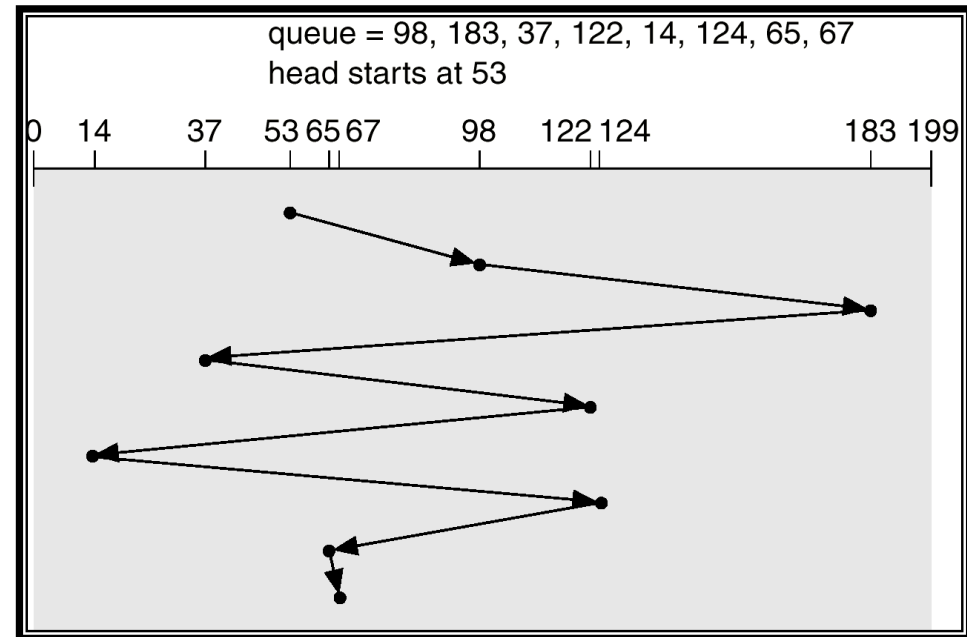 queue = 98, 183, 37, 122, 14, 124, 65, 67
head starts at 53
0 14 37 53 65 67 98 122 124 183 199